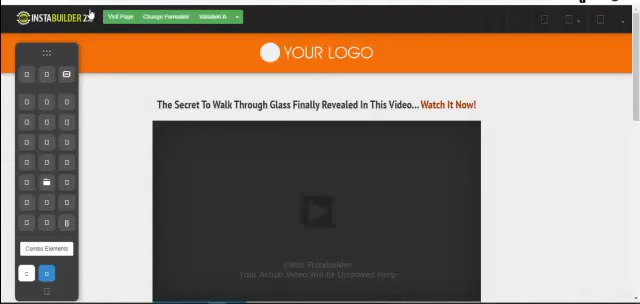 INSTABUILDER 2.0 Visit Page Change Permalink Variation A
YOUR LOGO
The Secret To Walk Through Glass Finally Revealed In This Video... Watch It Now!
Video Placeholder
Your Actual Video Will Be Displayed Here
Combo Elements